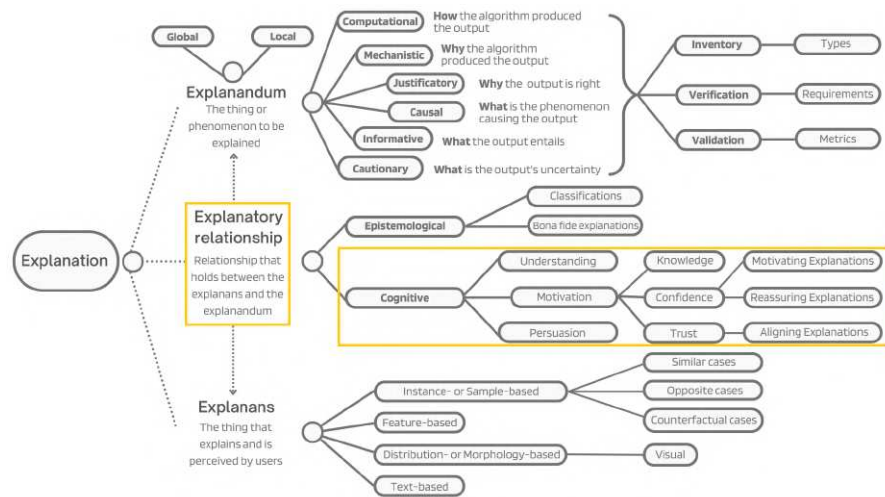 Global
Local
Explanandum
The thing or
phenomenon to be
explained
Computational
How the algorithm produced
the output
Mechanistic
Why the algorithm
produced the output
Justificatory
Why the output is right
Causal
What is the phenomenon
causing the output
Informative
What the output entails
Cautionary
What is the output's uncertainty
Inventory
Types
Verification
Requirements
Validation
Metrics
Explanation
Explanatory
relationship
Relationship that
holds between the
explanans and the
explanandum
Epistemological
Classifications
Bona fide explanations
Cognitive
Understanding
Motivation
Persuasion
Knowledge
Confidence
Trust
Motivating Explanations
Reassuring Explanations
Aligning Explanations
Explanans
The thing that
explains and is
perceived by users
Instance- or Sample-based
Similar cases
Opposite cases
Counterfactual cases
Feature-based
Distribution- or Morphology-based
Visual
Text-based